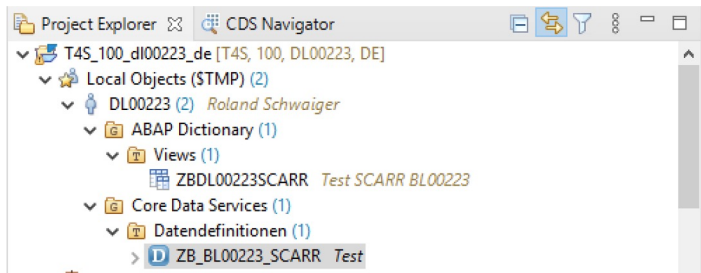 Project Explorer CDS Navigator
T4S_100_dl00223_de [T4S, 100, DL00223, DE]
Local Objects ($TMP) (2)
DL00223 (2) Roland Schwaiger
G ABAP Dictionary (1)
T Views (1)
ZBDL00223SCARR Test SCARR BL00223
G Core Data Services (1)
T Datendefinitionen (1)
D ZB_BL00223_SCARR Test